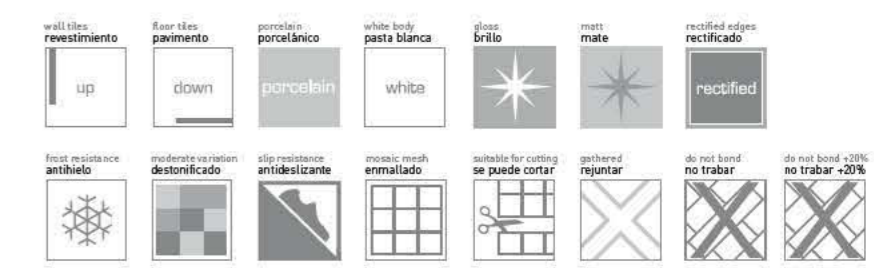 wall tiles
revestimiento
up
floor tiles
pavimento
down
porcelain
porcelánico
porcelain
white body
pasta blanca
white
gloss
brillo
matt
mate
rectified edges
rectificado
rectified
frost resistance
antihielo
moderate variation
destonificado
slip resistance
antideslizante
mosaic mesh
enmallado
suitable for cutting
se puede cortar
gathered
rejuntar
do not bond
no trabar
do not bond +20%
no trabar +20%